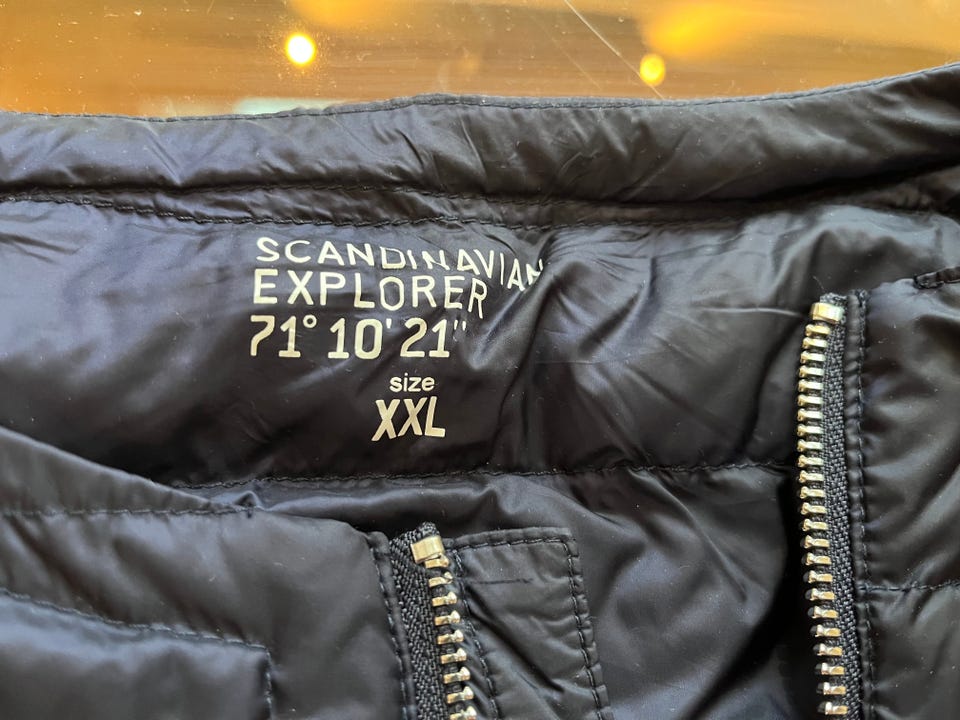 SCANDINAVIAN
EXPLORER
71° 10' 21"
size
XXL